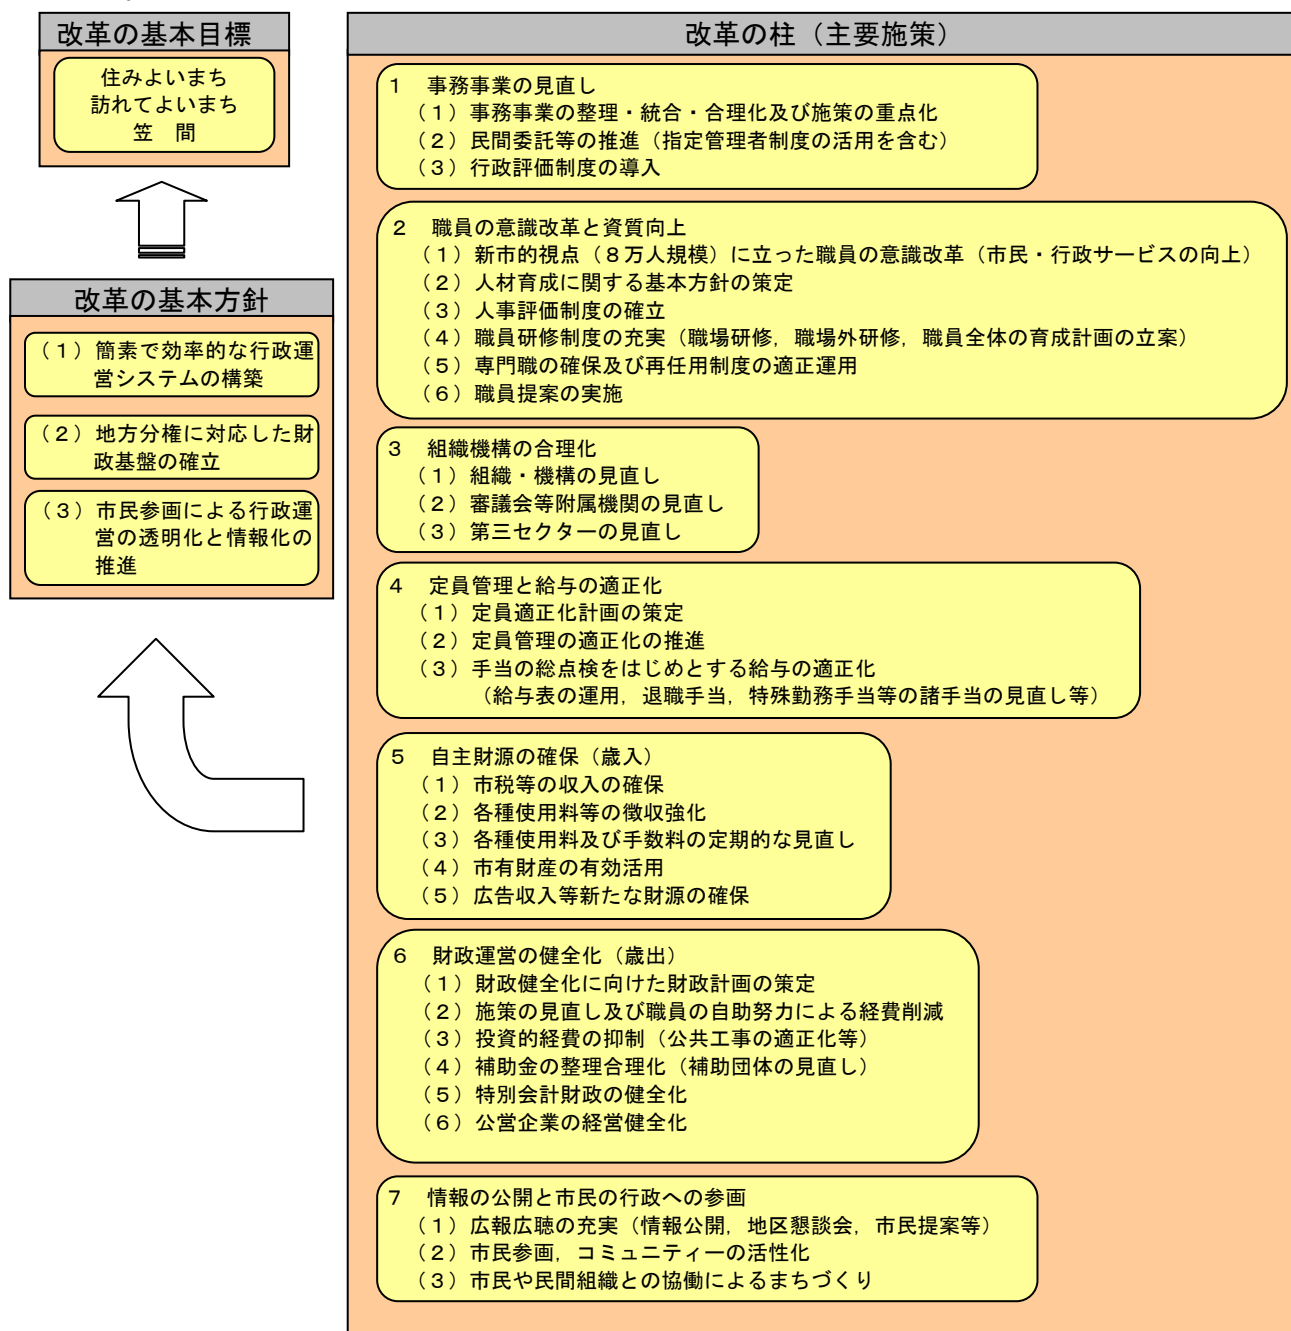 改革の基本目標
住みよいまち
訪れてよいまち
笠　間
改革の基本方針
（１）簡素で効率的な行政運
営システムの構築
（２）地方分権に対応した財
政基盤の確立
（３）市民参画による行政運
営の透明化と情報化の
推進
改革の柱（主要施策）
１　事務事業の見直し
（１）事務事業の整理・統合・合理化及び施策の重点化
（２）民間委託等の推進（指定管理者制度の活用を含む）
（３）行政評価制度の導入
２　職員の意識改革と資質向上
（１）新市的視点（８万人規模）に立った職員の意識改革（市民・行政サービスの向上）
（２）人材育成に関する基本方針の策定
（３）人事評価制度の確立
（４）職員研修制度の充実（職場研修，職場外研修，職員全体の育成計画の立案）
（５）専門職の確保及び再任用制度の適正運用
（６）職員提案の実施
３　組織機構の合理化
（１）組織・機構の見直し
（２）審議会等附属機関の見直し
（３）第三セクターの見直し
４　定員管理と給与の適正化
（１）定員適正化計画の策定
（２）定員管理の適正化の推進
（３）手当の総点検をはじめとする給与の適正化
（給与表の運用，退職手当，特殊勤務手当等の諸手当の見直し等）
５　自主財源の確保（歳入）
（１）市税等の収入の確保
（２）各種使用料等の徴収強化
（３）各種使用料及び手数料の定期的な見直し
（４）市有財産の有効活用
（５）広告収入等新たな財源の確保
６　財政運営の健全化（歳出）
（１）財政健全化に向けた財政計画の策定
（２）施策の見直し及び職員の自助努力による経費削減
（３）投資的経費の抑制（公共工事の適正化等）
（４）補助金の整理合理化（補助団体の見直し）
（５）特別会計財政の健全化
（６）公営企業の経営健全化
７　情報の公開と市民の行政への参画
（１）広報広聴の充実（情報公開，地区懇談会，市民提案等）
（２）市民参画，コミュニティーの活性化
（３）市民や民間組織との協働によるまちづくり